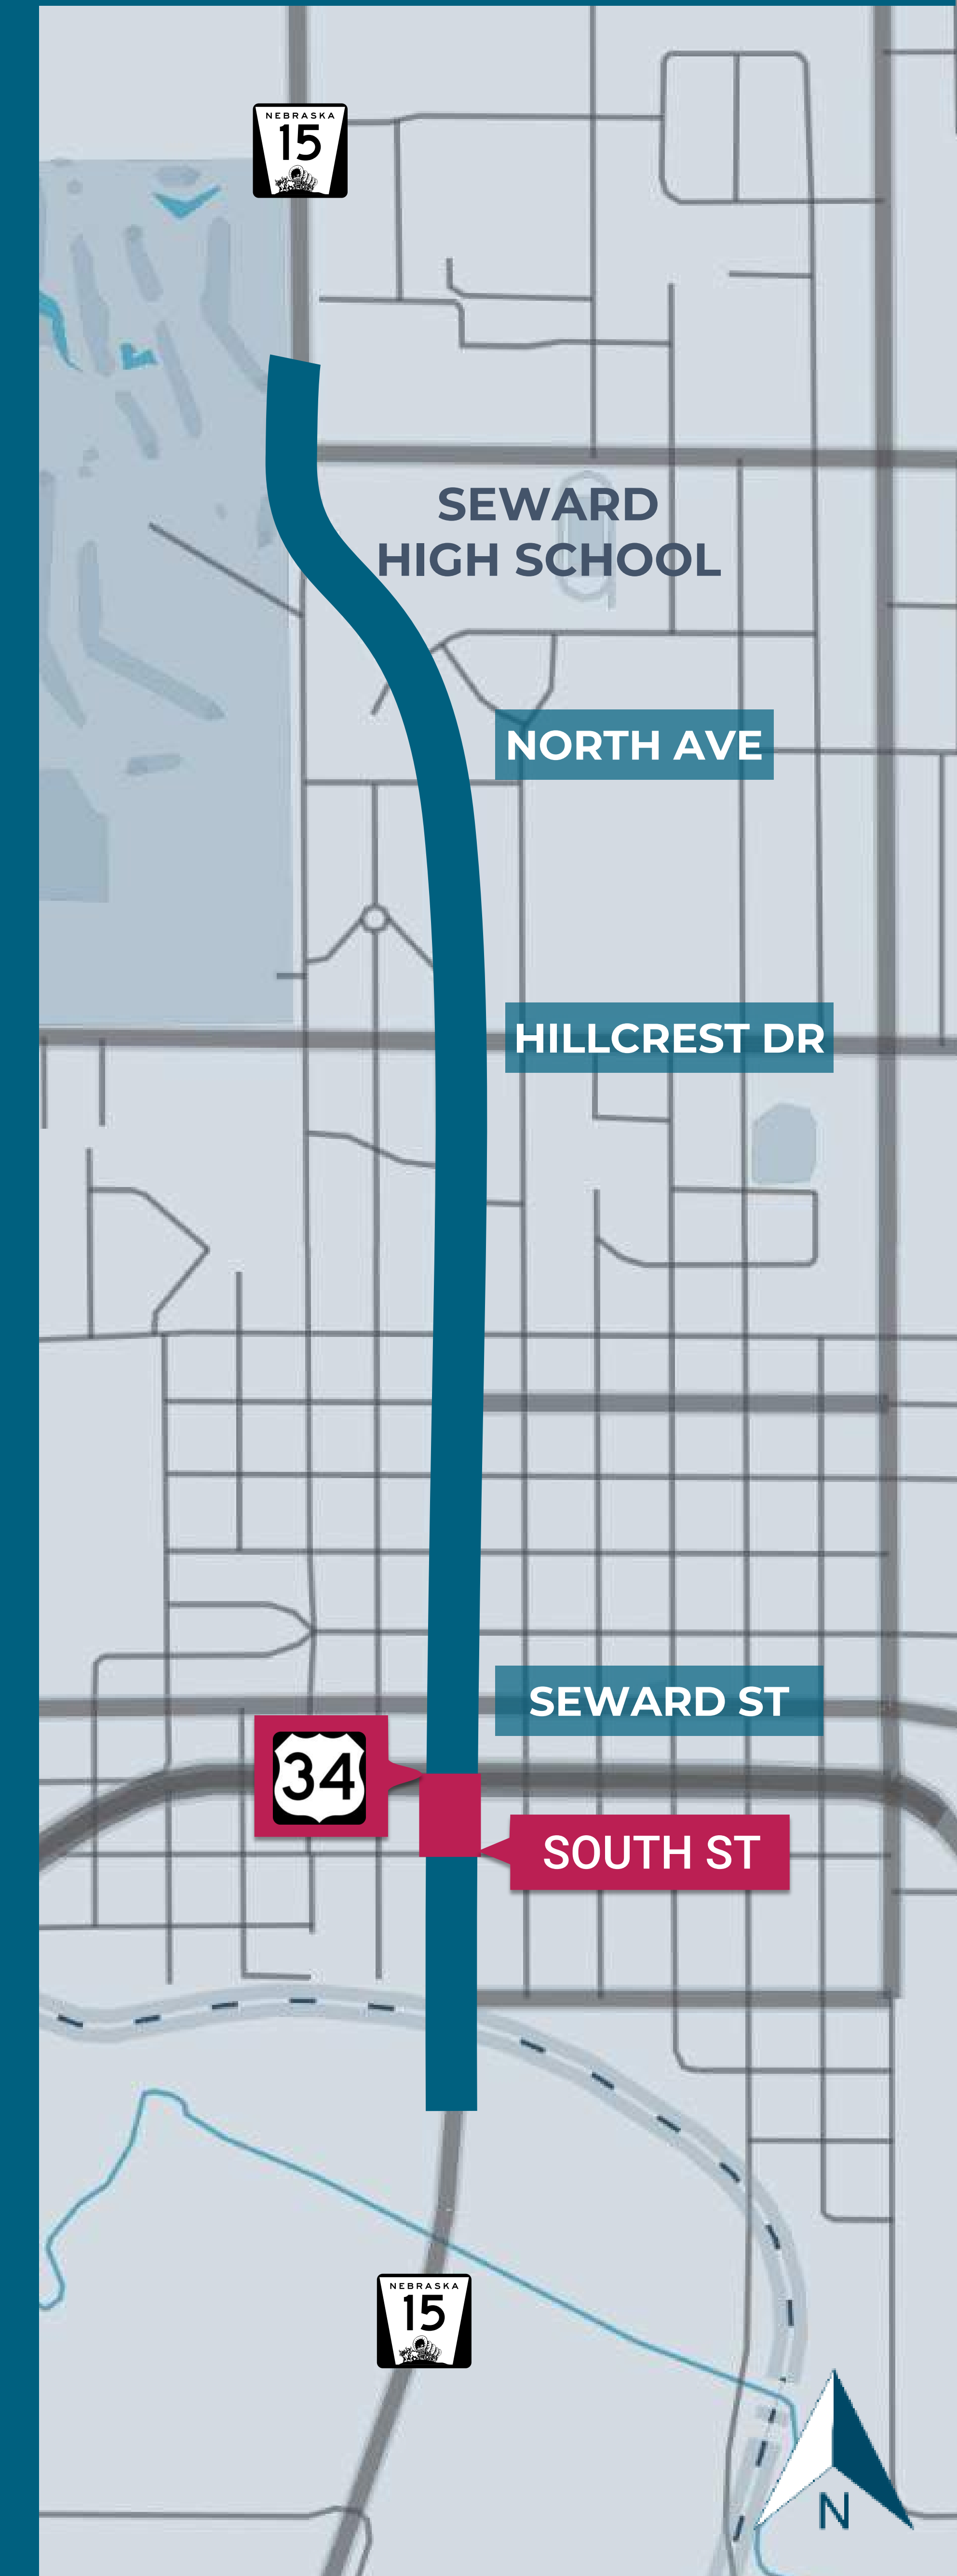 NEBRASKA
15
SEWARD
HIGH SCHOOL
NORTH AVE
HILLCREST DR
SEWARD ST
34
SOUTH ST
NEBRASKA
15
N